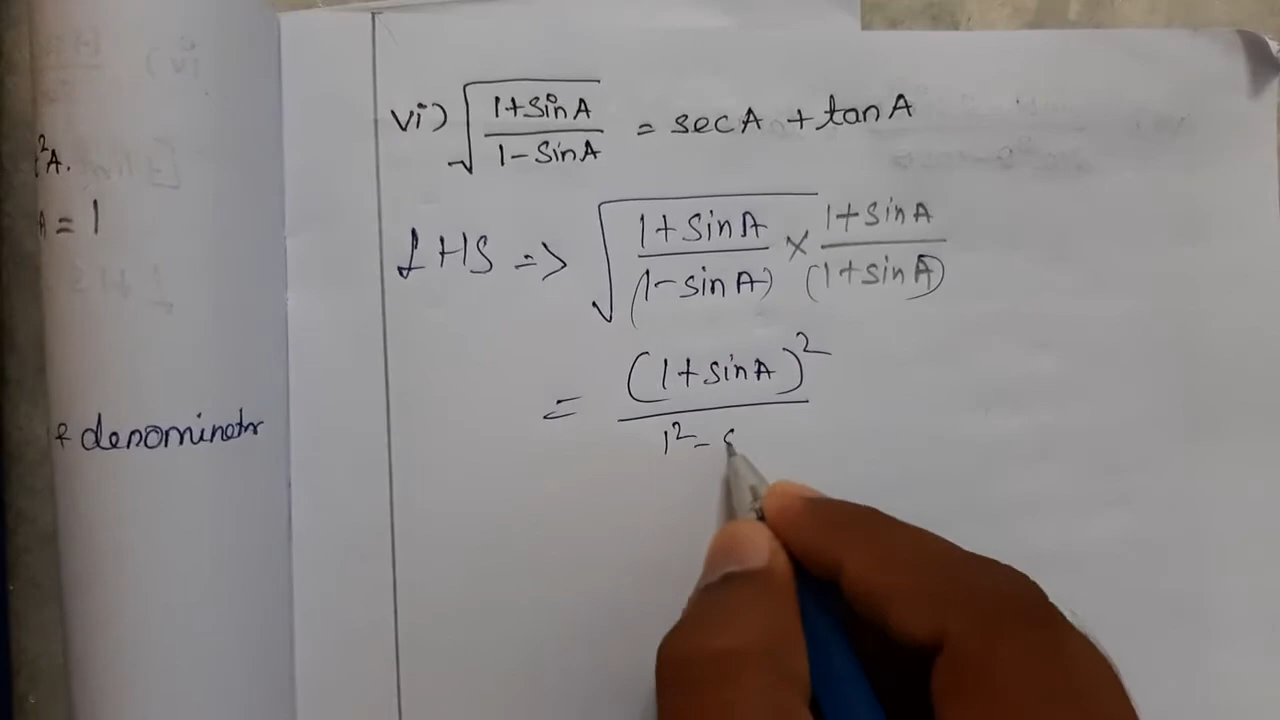 ²A.
A = 1
& denominator
vi) √(1+sinA / 1-sinA) = secA + tanA
LHS => √(1+sinA / (1-sinA) × 1+sinA / (1+sinA))
= (1+sinA)² / 1² - s